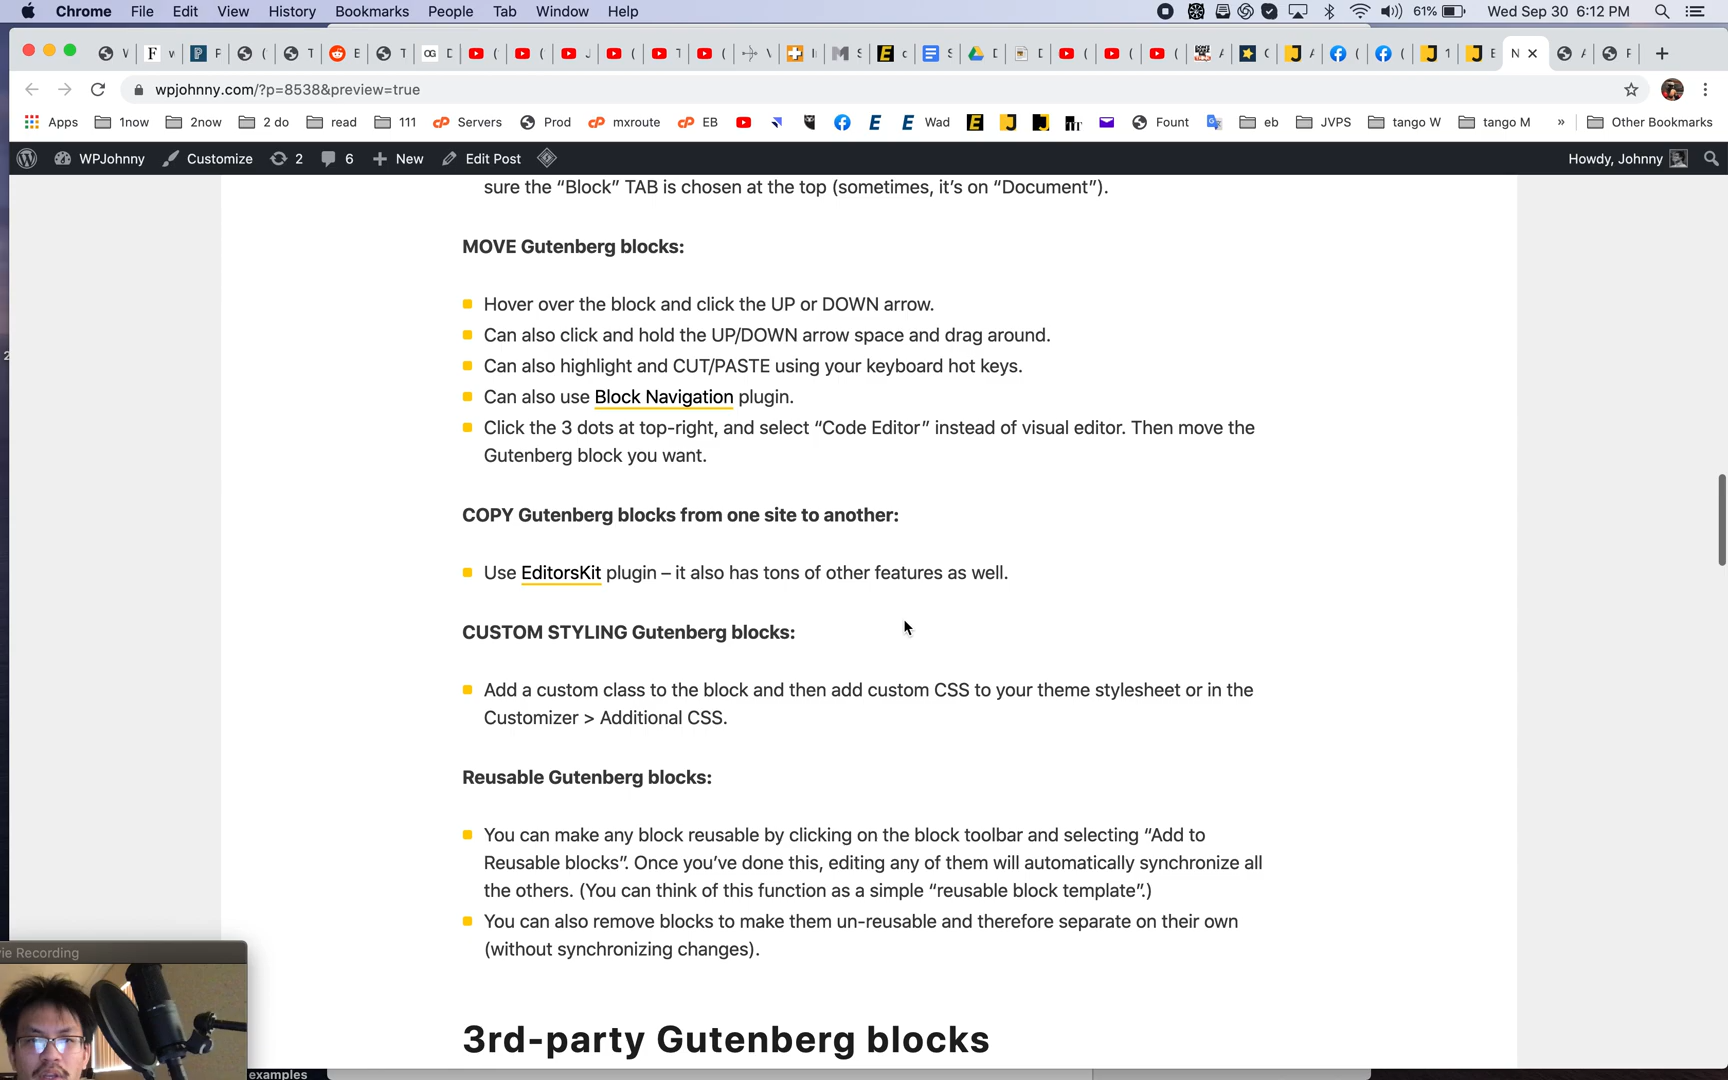 Chrome File Edit View History Bookmarks People Tab Window Help 61% Wed Sep 30 6:12 PM
wpjohnny.com/?p=8538&preview=true
Apps 1now 2now 2 do read 111 Servers Prod mxroute EB Wad Fount eb JVPS tango W tango M » Other Bookmarks
WPJohnny Customize 2 6 New Edit Post Howdy, Johnny
sure the “Block” TAB is chosen at the top (sometimes, it’s on “Document”).
MOVE Gutenberg blocks:
Hover over the block and click the UP or DOWN arrow.
Can also click and hold the UP/DOWN arrow space and drag around.
Can also highlight and CUT/PASTE using your keyboard hot keys.
Can also use Block Navigation plugin.
Click the 3 dots at top-right, and select “Code Editor” instead of visual editor. Then move the
Gutenberg block you want.
COPY Gutenberg blocks from one site to another:
Use EditorsKit plugin – it also has tons of other features as well.
CUSTOM STYLING Gutenberg blocks:
Add a custom class to the block and then add custom CSS to your theme stylesheet or in the
Customizer > Additional CSS.
Reusable Gutenberg blocks:
You can make any block reusable by clicking on the block toolbar and selecting “Add to
Reusable blocks”. Once you’ve done this, editing any of them will automatically synchronize all
the others. (You can think of this function as a simple “reusable block template”.)
You can also remove blocks to make them un-reusable and therefore separate on their own
(without synchronizing changes).
ie Recording
3rd-party Gutenberg blocks
examples